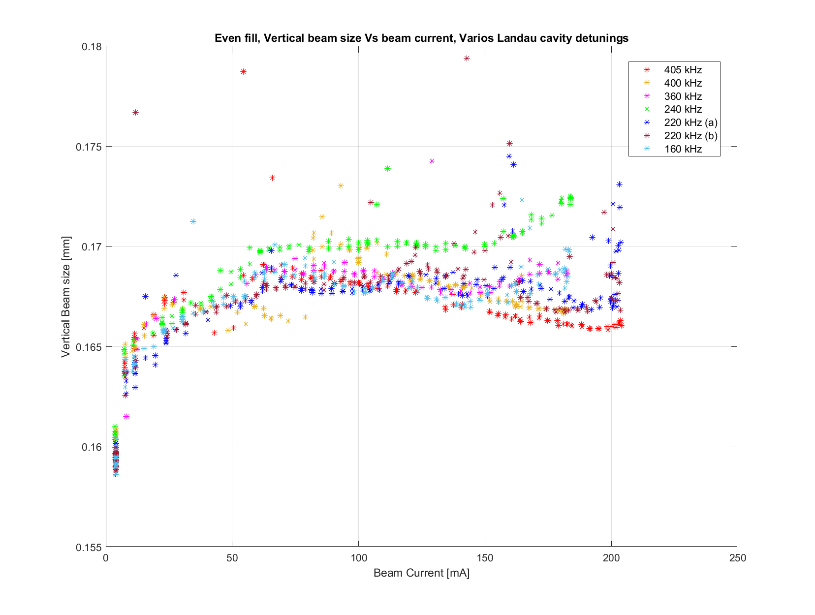 Even fill, Vertical beam size Vs beam current, Varios Landau cavity detunings
0.18
0.175
0.17
0.165
0.16
0.155
Vertical Beam size [mm]
405 kHz
400 kHz
360 kHz
240 kHz
220 kHz (a)
220 kHz (b)
160 kHz
0
50
100
150
200
250
Beam Current [mA]